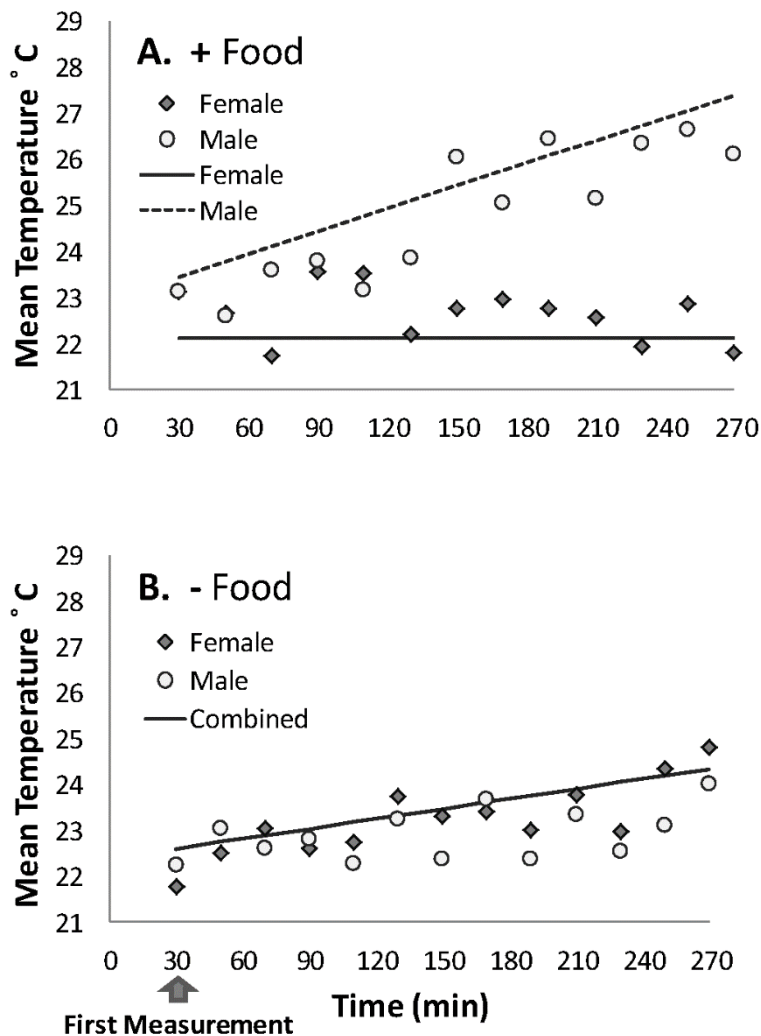 29
28
27
26
25
24
23
22
21
Mean Temperature °C
A. + Food
Female
Male
Female
Male
0 30 60 90 120 150 180 210 240 270
29
28
27
26
25
24
23
22
21
Mean Temperature °C
B. - Food
Female
Male
Combined
0 30 60 90 120 150 180 210 240 270
Time (min)
First Measurement